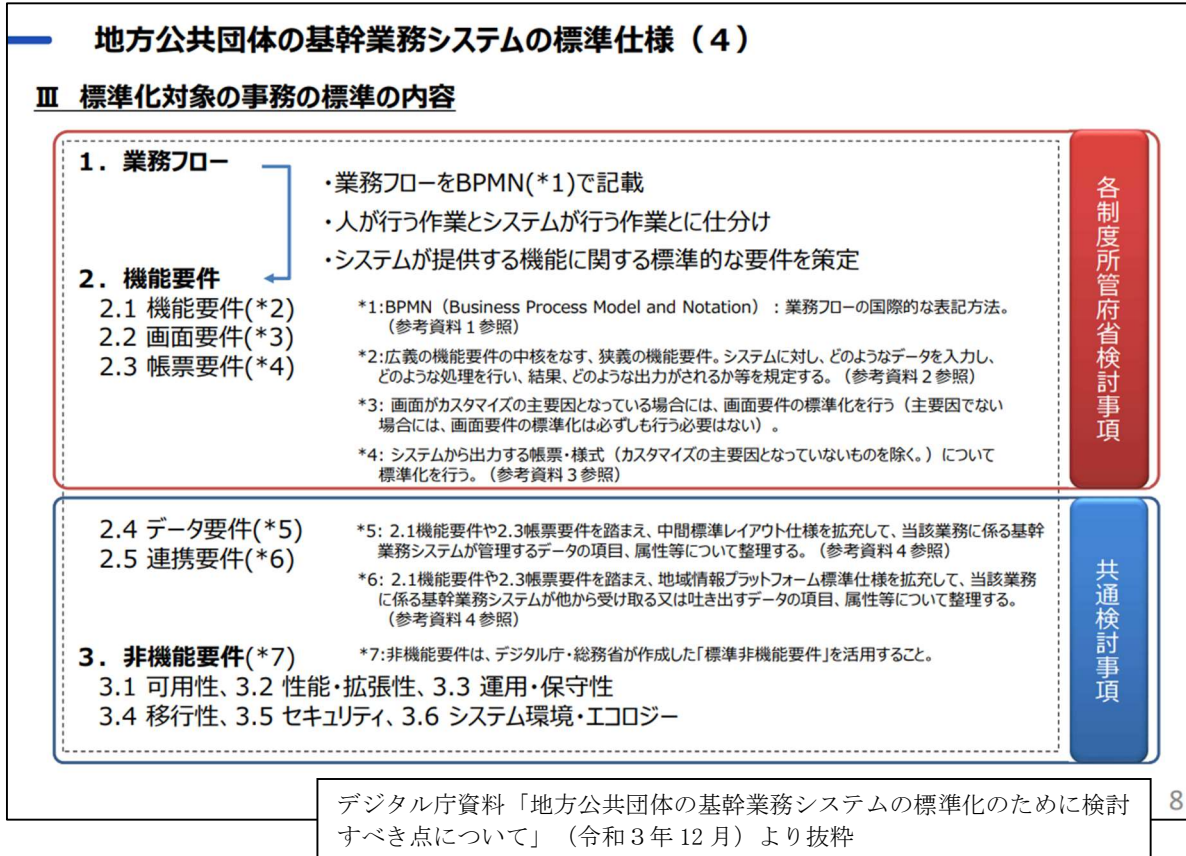 地方公共団体の基幹業務システムの標準仕様（4）
Ⅲ 標準化対象の事務の標準の内容
1．業務フロー
・業務フローをBPMN(*1)で記載
・人が行う作業とシステムが行う作業とに仕分け
・システムが提供する機能に関する標準的な要件を策定
2．機能要件
2.1 機能要件(*2)
2.2 画面要件(*3)
2.3 帳票要件(*4)
*1:BPMN（Business Process Model and Notation）：業務フローの国際的な表記方法。
（参考資料１参照）
*2:広義の機能要件の中核をなす、狭義の機能要件。システムに対し、どのようなデータを入力し、
どのような処理を行い、結果、どのような出力がされるか等を規定する。（参考資料２参照）
*3: 画面がカスタマイズの主要因となっている場合には、画面要件の標準化を行う（主要因でない
場合には、画面要件の標準化は必ずしも行う必要はない）。
*4: システムから出力する帳票・様式（カスタマイズの主要因となっていないものを除く。）について
標準化を行う。（参考資料３参照）
各制度所管府省検討事項
2.4 データ要件(*5)
2.5 連携要件(*6)
*5: 2.1機能要件や2.3帳票要件を踏まえ、中間標準レイアウト仕様を拡充して、当該業務に係る基幹
業務システムが管理するデータの項目、属性等について整理する。（参考資料４参照）
*6: 2.1機能要件や2.3帳票要件を踏まえ、地域情報プラットフォーム標準仕様を拡充して、当該業務
に係る基幹業務システムが他から受け取る又は吐き出すデータの項目、属性等について整理する。
（参考資料４参照）
3．非機能要件(*7)
*7:非機能要件は、デジタル庁・総務省が作成した「標準非機能要件」を活用すること。
3.1 可用性、3.2 性能・拡張性、3.3 運用・保守性
3.4 移行性、3.5 セキュリティ、3.6 システム環境・エコロジー
共通検討事項
デジタル庁資料「地方公共団体の基幹業務システムの標準化のために検討
すべき点について」（令和３年 12 月）より抜粋
8